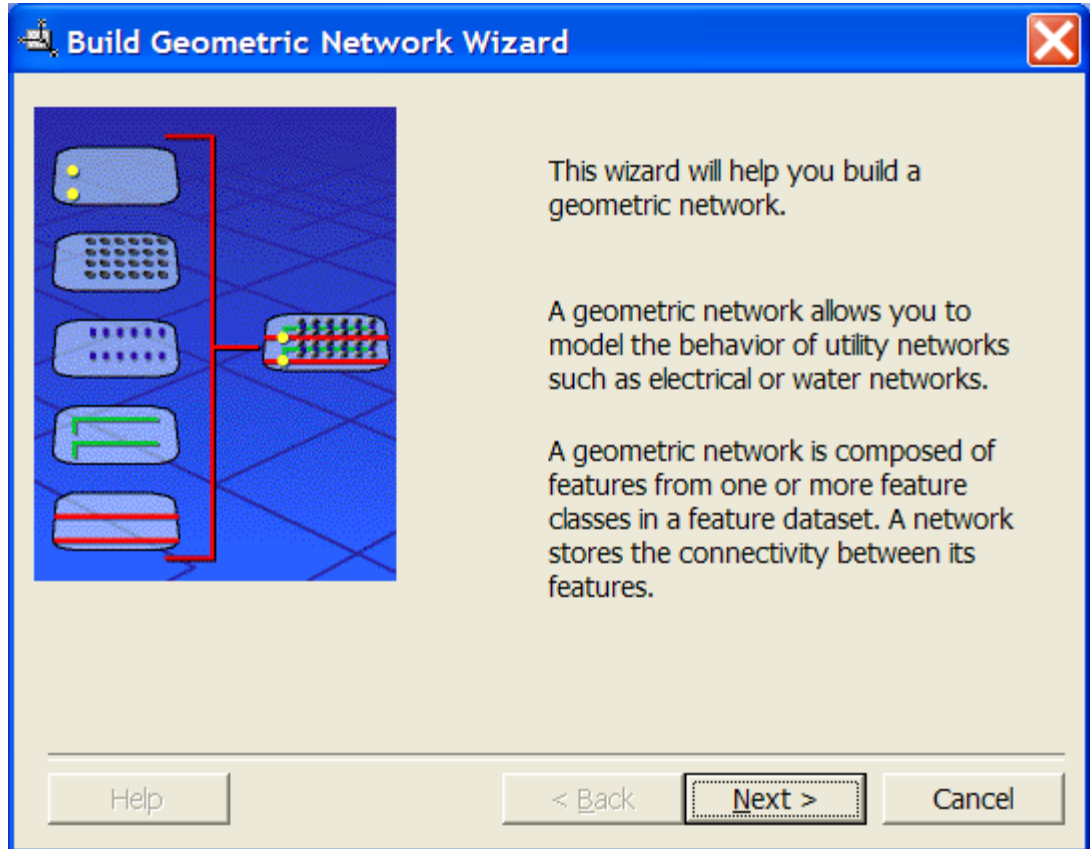 Build Geometric Network Wizard
This wizard will help you build a
geometric network.
A geometric network allows you to
model the behavior of utility networks
such as electrical or water networks.
A geometric network is composed of
features from one or more feature
classes in a feature dataset. A network
stores the connectivity between its
features.
Help
< Back
Next >
Cancel